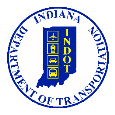 INDIANA
DEPARTMENT OF TRANSPORTATION
INDOT